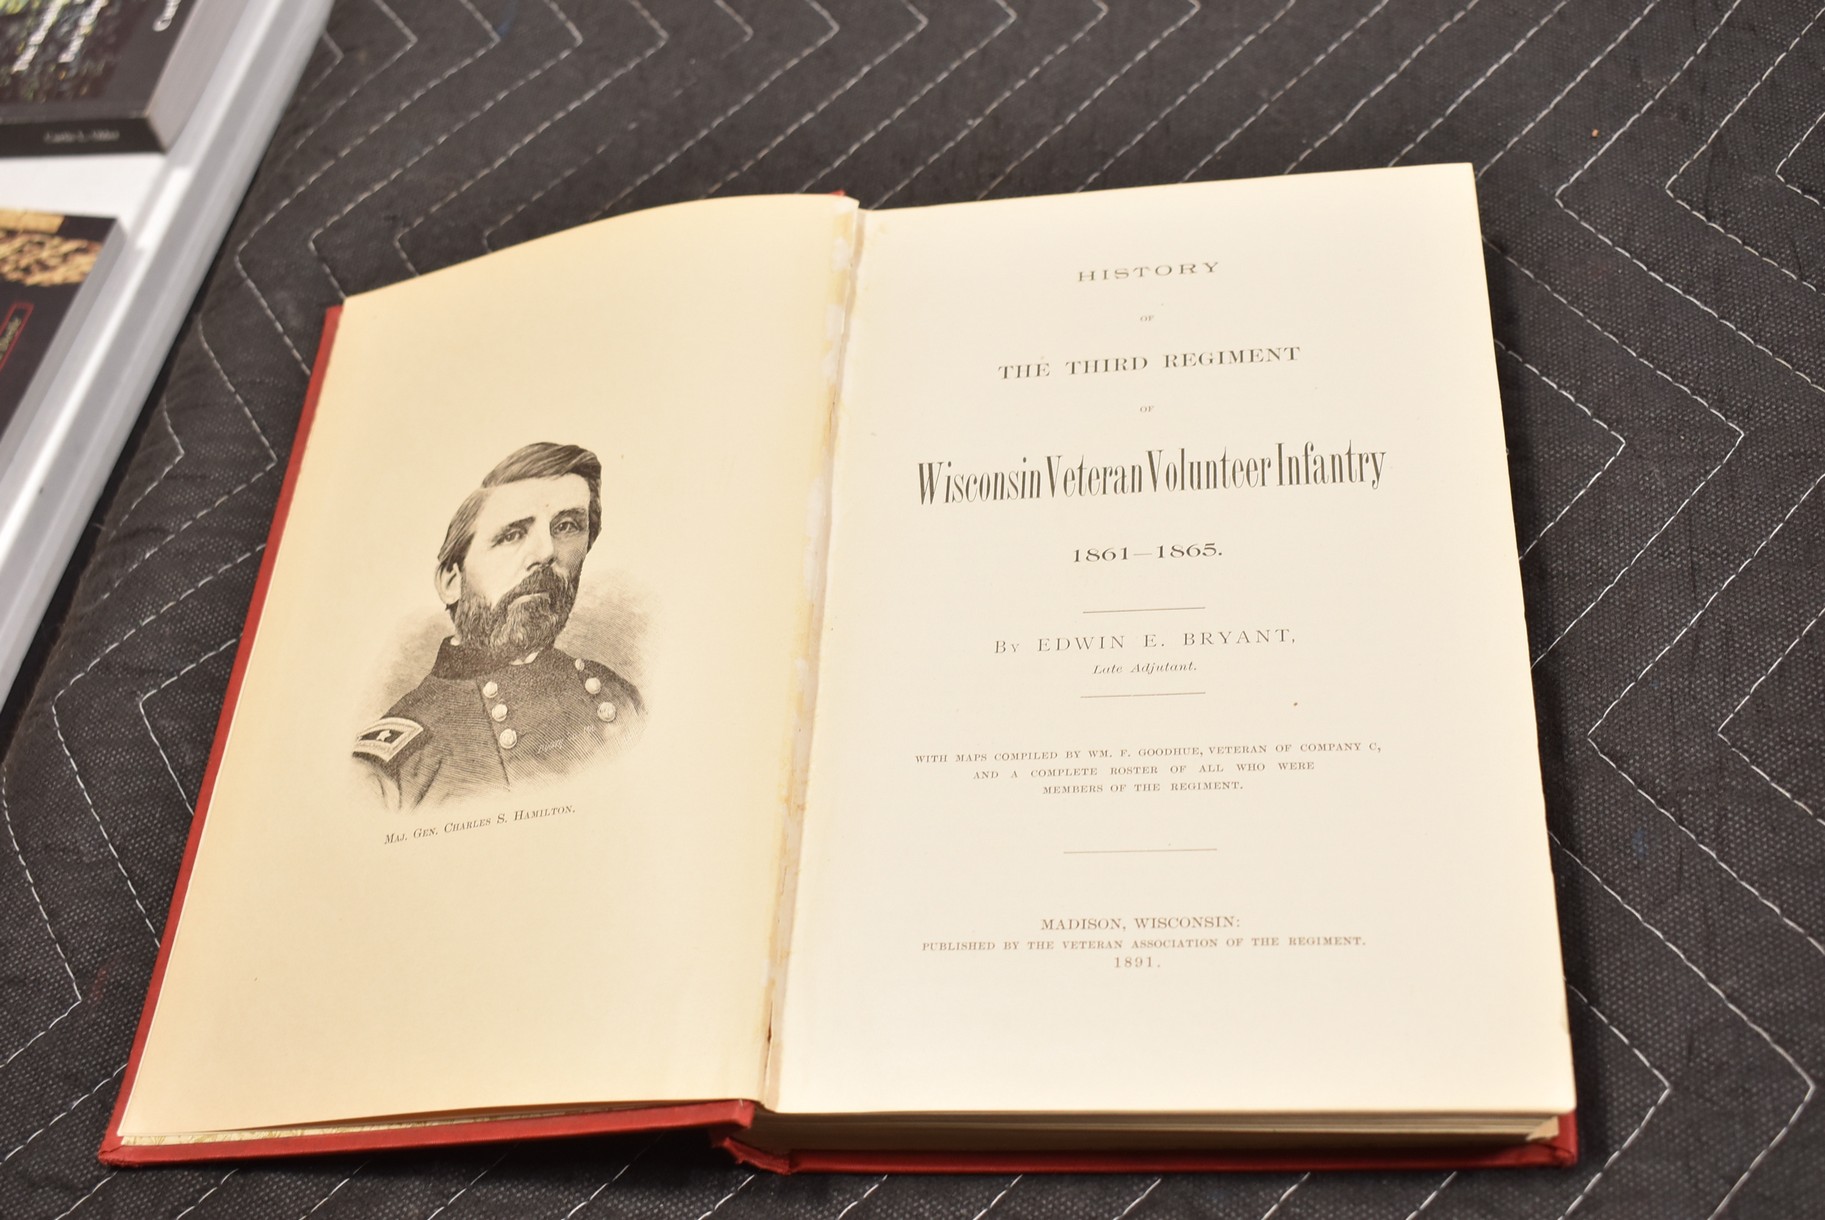 MAJ. GEN. CHARLES S. HAMILTON.
HISTORY
OF
THE THIRD REGIMENT
OF
Wisconsin Veteran Volunteer Infantry
1861—1865.
By EDWIN E. BRYANT,
Late Adjutant.
WITH MAPS COMPILED BY WM. F. GOODHUE, VETERAN OF COMPANY C,
AND A COMPLETE ROSTER OF ALL WHO WERE
MEMBERS OF THE REGIMENT.
MADISON, WISCONSIN:
PUBLISHED BY THE VETERAN ASSOCIATION OF THE REGIMENT.
1891.